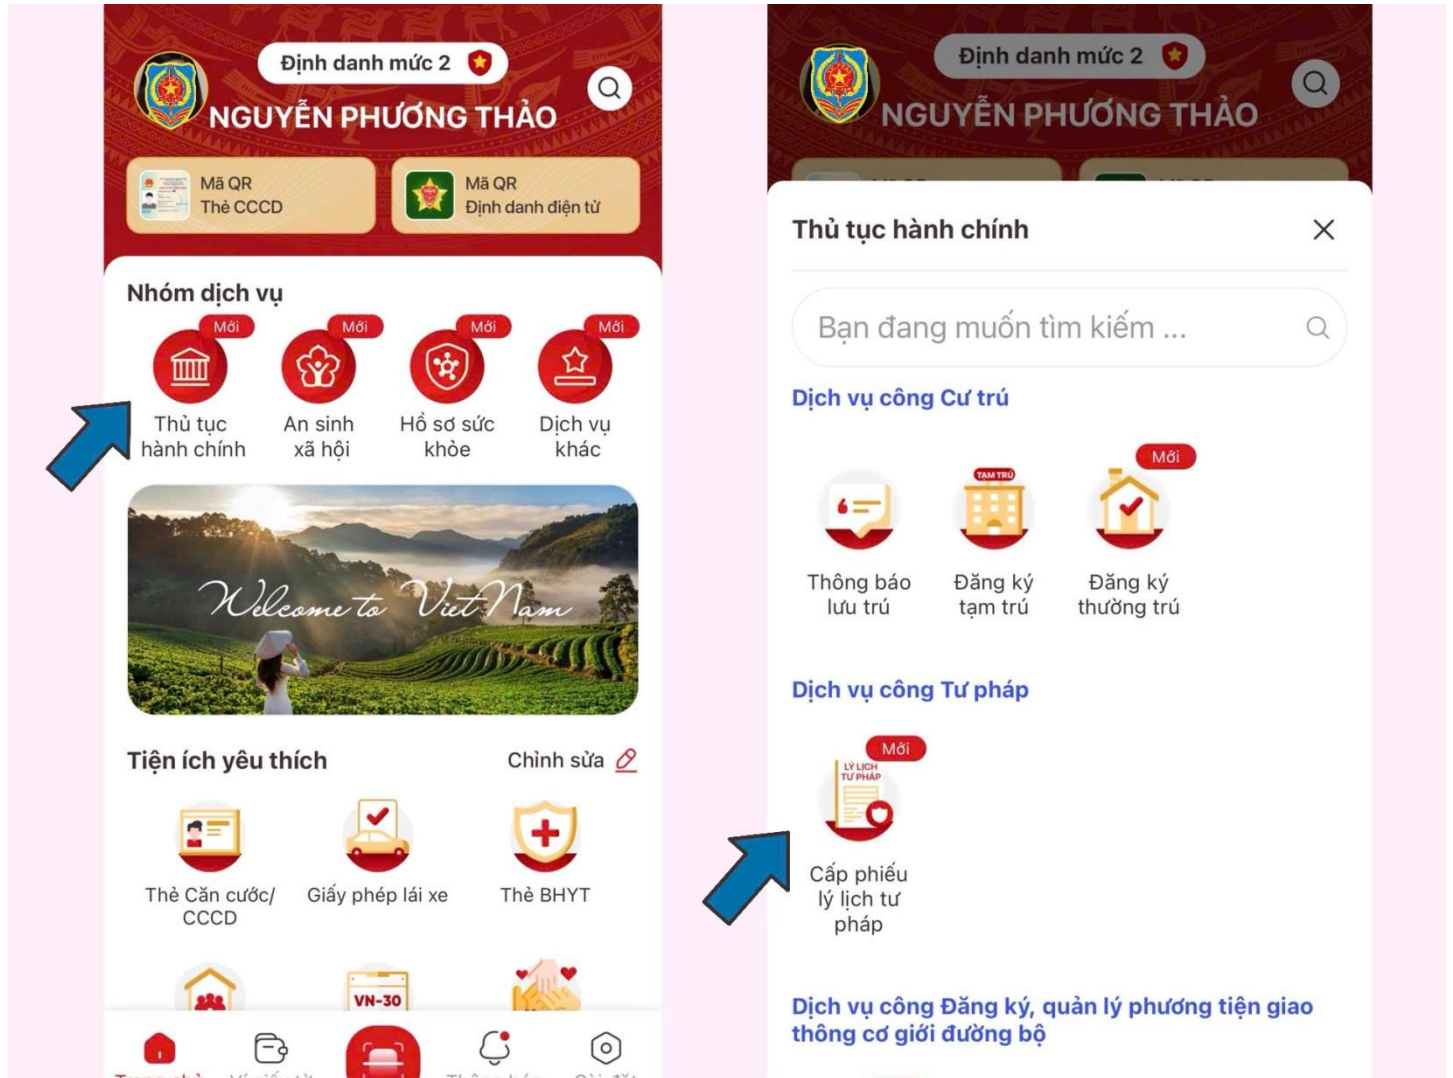 Định danh mức 2
NGUYỄN PHƯƠNG THẢO
Mã QR
Thẻ CCCD
Mã QR
Định danh điện tử
Nhóm dịch vụ
Mới
Mới
Mới
Mới
Thủ tục
hành chính
An sinh
xã hội
Hồ sơ sức
khỏe
Dịch vụ
khác
Welcome to Viet Nam
Tiện ích yêu thích
Chỉnh sửa
Thẻ Căn cước/
CCCD
Giấy phép lái xe
Thẻ BHYT
VN-30
Định danh mức 2
NGUYỄN PHƯƠNG THẢO
Thủ tục hành chính
Bạn đang muốn tìm kiếm ...
Dịch vụ công Cư trú
TẠM TRÚ
Mới
Thông báo
lưu trú
Đăng ký
tạm trú
Đăng ký
thường trú
Dịch vụ công Tư pháp
Mới
LÝ LỊCH
TƯ PHÁP
Cấp phiếu
lý lịch tư
pháp
Dịch vụ công Đăng ký, quản lý phương tiện giao
thông cơ giới đường bộ